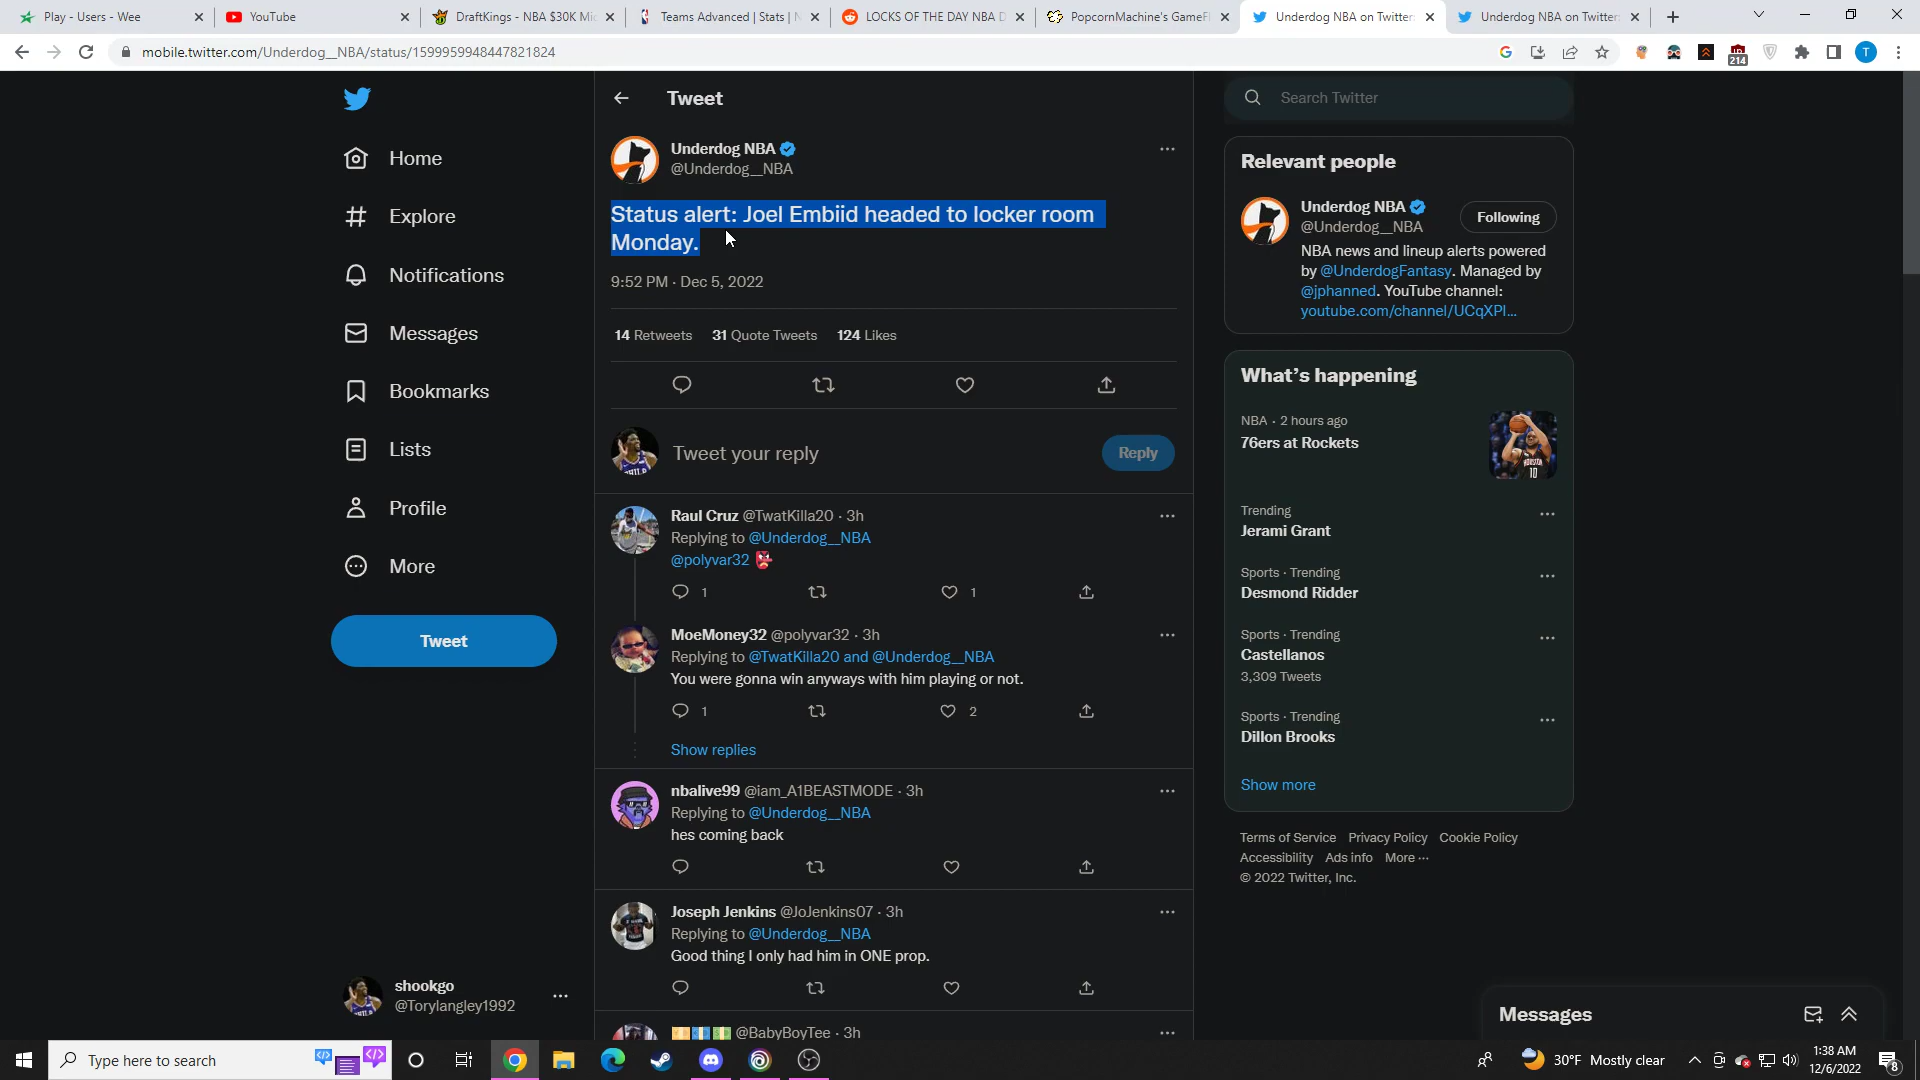 Play - Users - Wee
YouTube
DraftKings - NBA $30K Mi
Teams Advanced | Stats |
LOCKS OF THE DAY NBA D
PopcornMachine's GameFl
Underdog NBA on Twitter:
Underdog NBA on Twitter:
mobile.twitter.com/Underdog__NBA/status/1599959948447821824
214
T
Home
Explore
Notifications
Messages
Bookmarks
Lists
Profile
More
Tweet
shookgo
@Torylangley1992
Tweet
Underdog NBA
@Underdog__NBA
Status alert: Joel Embiid headed to locker room
Monday.
9:52 PM · Dec 5, 2022
14 Retweets 31 Quote Tweets 124 Likes
Tweet your reply
Reply
Raul Cruz @TwatKilla20 · 3h
Replying to @Underdog__NBA
@polyvar32 👺
1 1
MoeMoney32 @polyvar32 · 3h
Replying to @TwatKilla20 and @Underdog__NBA
You were gonna win anyways with him playing or not.
1 2
Show replies
nbalive99 @iam_A1BEASTMODE · 3h
Replying to @Underdog__NBA
hes coming back
Joseph Jenkins @JoJenkins07 · 3h
Replying to @Underdog__NBA
Good thing I only had him in ONE prop.
@BabyBoyTee · 3h
Search Twitter
Relevant people
Underdog NBA
@Underdog__NBA
Following
NBA news and lineup alerts powered
by @UnderdogFantasy. Managed by
@jphanned. YouTube channel:
youtube.com/channel/UCqXPI...
What's happening
NBA · 2 hours ago
76ers at Rockets
Trending
Jerami Grant
Sports · Trending
Desmond Ridder
Sports · Trending
Castellanos
3,309 Tweets
Sports · Trending
Dillon Brooks
Show more
Terms of Service Privacy Policy Cookie Policy
Accessibility Ads info More ···
© 2022 Twitter, Inc.
Messages
Type here to search
30°F Mostly clear
1:38 AM
12/6/2022
8